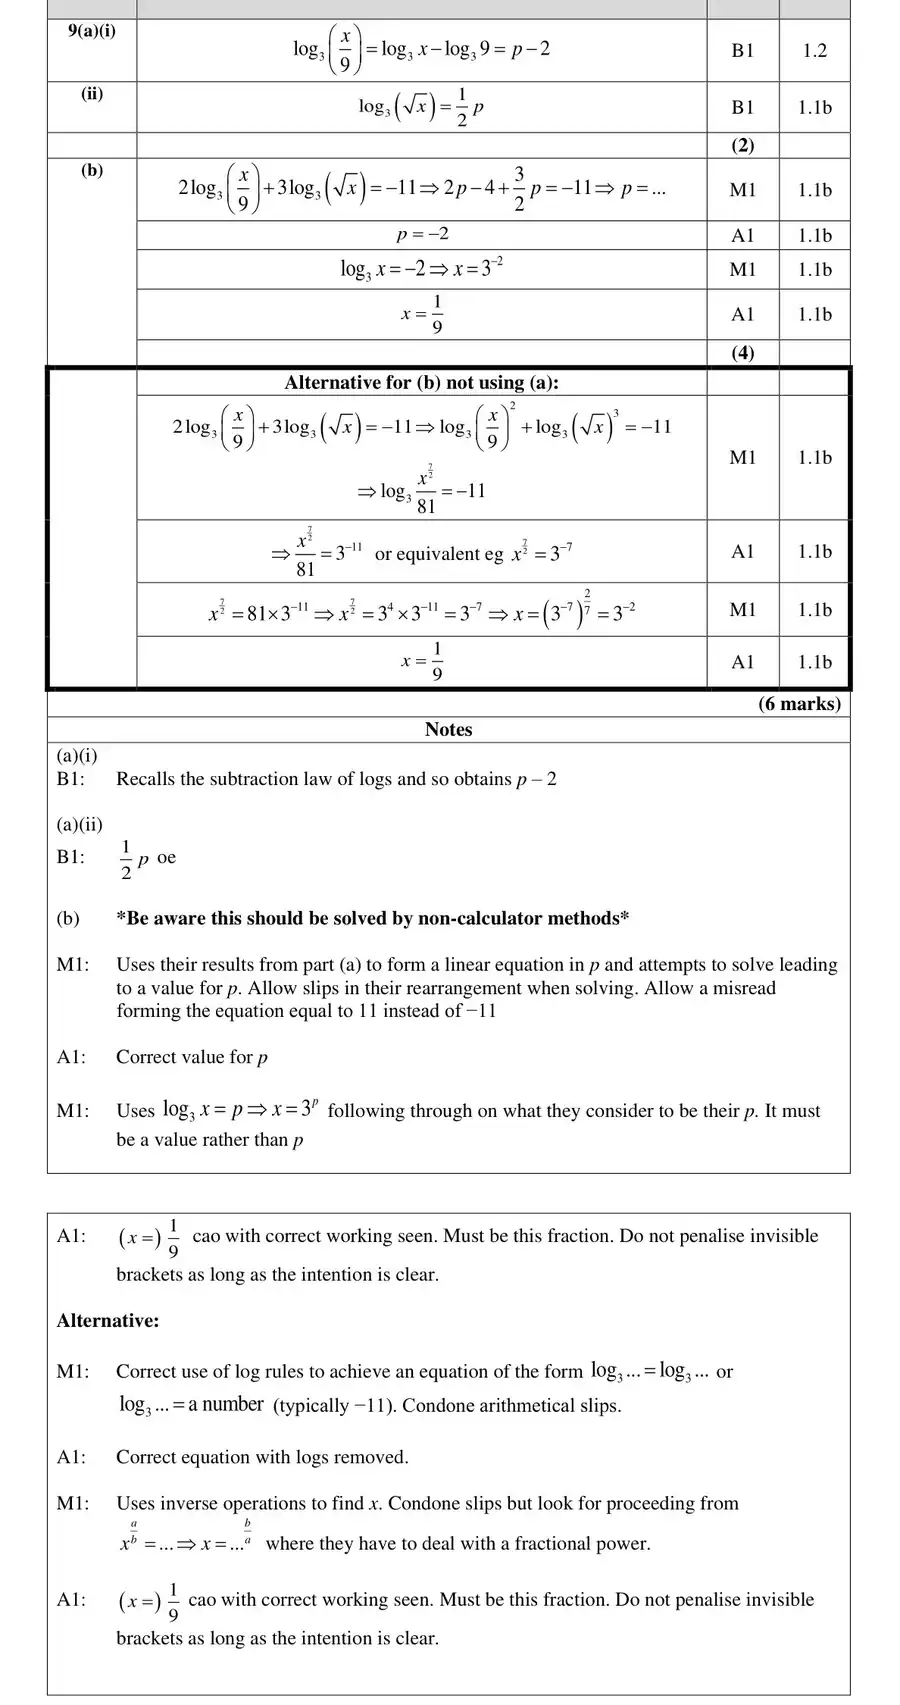 9(a)(i) log₃(x/9) = log₃ x − log₃ 9 = p − 2 B1 1.2
(ii) log₃(√x) = 1/2 p B1 1.1b
(2)
(b) 2log₃(x/9) + 3log₃(√x) = −11 ⇒ 2p − 4 + 3/2 p = −11 ⇒ p = ... M1 1.1b
p = −2 A1 1.1b
log₃ x = −2 ⇒ x = 3⁻² M1 1.1b
x = 1/9 A1 1.1b
(4)
Alternative for (b) not using (a):
2log₃(x/9) + 3log₃(√x) = −11 ⇒ log₃(x/9)² + log₃(√x)³ = −11
M1 1.1b
⇒ log₃ x^(7/2)/81 = −11
⇒ x^(7/2)/81 = 3⁻¹¹ or equivalent eg x^(7/2) = 3⁻⁷ A1 1.1b
x^(7/2) = 81×3⁻¹¹ ⇒ x^(7/2) = 3⁴ × 3⁻¹¹ = 3⁻⁷ ⇒ x = (3⁻⁷)^(2/7) = 3⁻² M1 1.1b
x = 1/9 A1 1.1b
(6 marks)
Notes
(a)(i)
B1: Recalls the subtraction law of logs and so obtains p – 2
(a)(ii)
B1: 1/2 p oe
(b) *Be aware this should be solved by non-calculator methods*
M1: Uses their results from part (a) to form a linear equation in p and attempts to solve leading
to a value for p. Allow slips in their rearrangement when solving. Allow a misread
forming the equation equal to 11 instead of −11
A1: Correct value for p
M1: Uses log₃ x = p ⇒ x = 3ᵖ following through on what they consider to be their p. It must
be a value rather than p
A1: (x =) 1/9 cao with correct working seen. Must be this fraction. Do not penalise invisible
brackets as long as the intention is clear.
Alternative:
M1: Correct use of log rules to achieve an equation of the form log₃ ... = log₃ ... or
log₃ ... = a number (typically −11). Condone arithmetical slips.
A1: Correct equation with logs removed.
M1: Uses inverse operations to find x. Condone slips but look for proceeding from
x^(a/b) = ... ⇒ x = ...^(b/a) where they have to deal with a fractional power.
A1: (x =) 1/9 cao with correct working seen. Must be this fraction. Do not penalise invisible
brackets as long as the intention is clear.